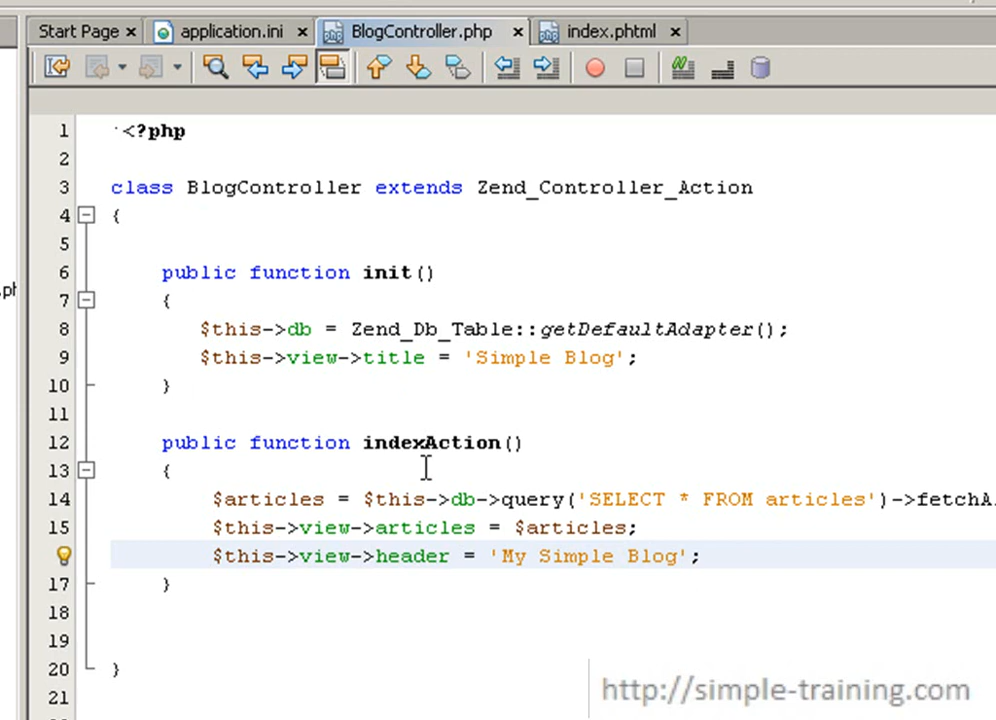 Start Page
application.ini
BlogController.php
index.phtml
1 <?php
2
3 class BlogController extends Zend_Controller_Action
4 {
5
6 public function init()
7 {
8 $this->db = Zend_Db_Table::getDefaultAdapter();
9 $this->view->title = 'Simple Blog';
10 }
11
12 public function indexAction()
13 {
14 $articles = $this->db->query('SELECT * FROM articles')->fetchA
15 $this->view->articles = $articles;
$this->view->header = 'My Simple Blog';
17 }
18
19
20 }
21
.ph
http://simple-training.com